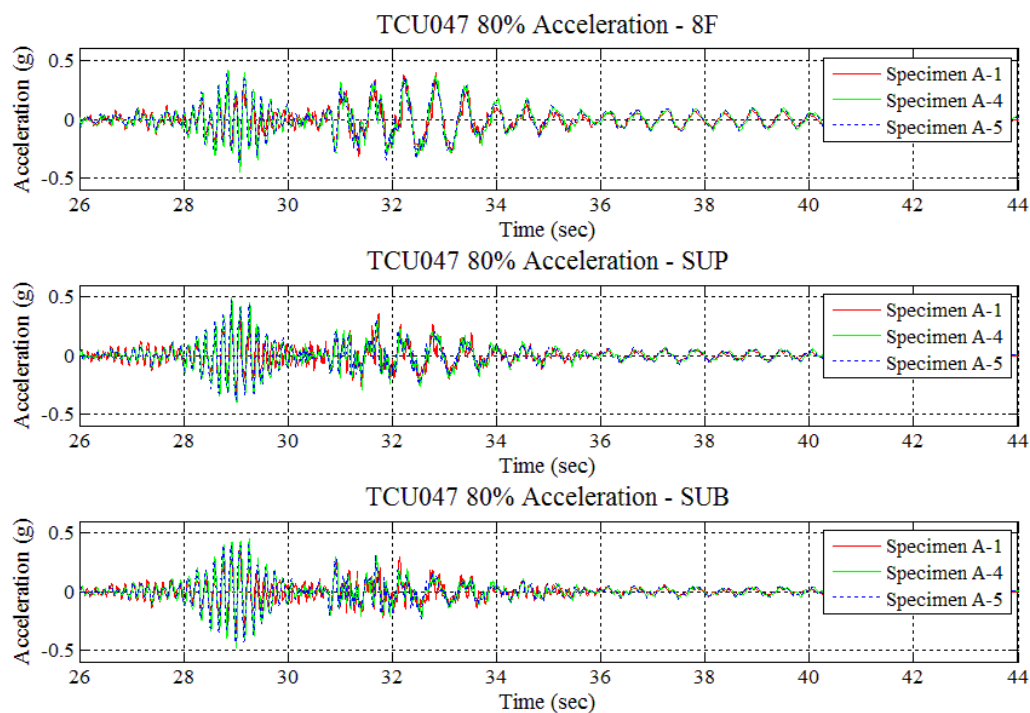 TCU047 80% Acceleration - 8F
Acceleration (g)
0.5
0
-0.5
Specimen A-1
Specimen A-4
Specimen A-5
26 28 30 32 34 36 38 40 42 44
Time (sec)
TCU047 80% Acceleration - SUP
Acceleration (g)
0.5
0
-0.5
Specimen A-1
Specimen A-4
Specimen A-5
26 28 30 32 34 36 38 40 42 44
Time (sec)
TCU047 80% Acceleration - SUB
Acceleration (g)
0.5
0
-0.5
Specimen A-1
Specimen A-4
Specimen A-5
26 28 30 32 34 36 38 40 42 44
Time (sec)